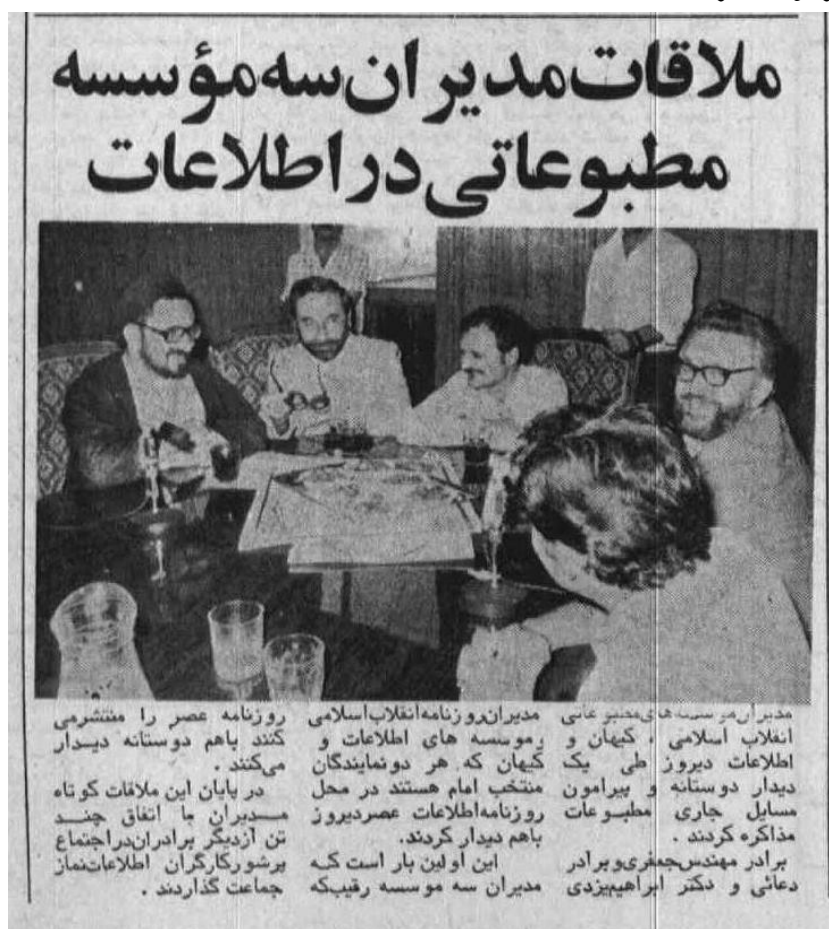 ملاقات مدیران سه مؤسسه
مطبوعاتی در اطلاعات
مدیران موسسه های مطبوعاتی
انقلاب اسلامی ، کیهان و
اطلاعات دیروز طی یک
دیدار دوستانه و پیرامون
مسایل جاری مطبوعات
مذاکره کردند .
برادر مهندس جعفری و برادر
دعائی و دکتر ابراهیم یزدی
مدیران روزنامه انقلاب اسلامی
وموسسه های اطلاعات و
کیهان که هر دو نمایندگان
منتخب امام هستند در محل
روزنامه اطلاعات عصر دیروز
باهم دیدار کردند.
این اولین بار است که
مدیران سه موسسه رقیب که
روزنامه عصر را منتشر می
کنند باهم دوستانه دیدار
می‌کنند .
در پایان این ملاقات کوتاه
مدیران ما اتفاق چند
تن از دیگر برادران در اجتماع
پرشور کارگران اطلاعات نماز
جماعت گذاردند .